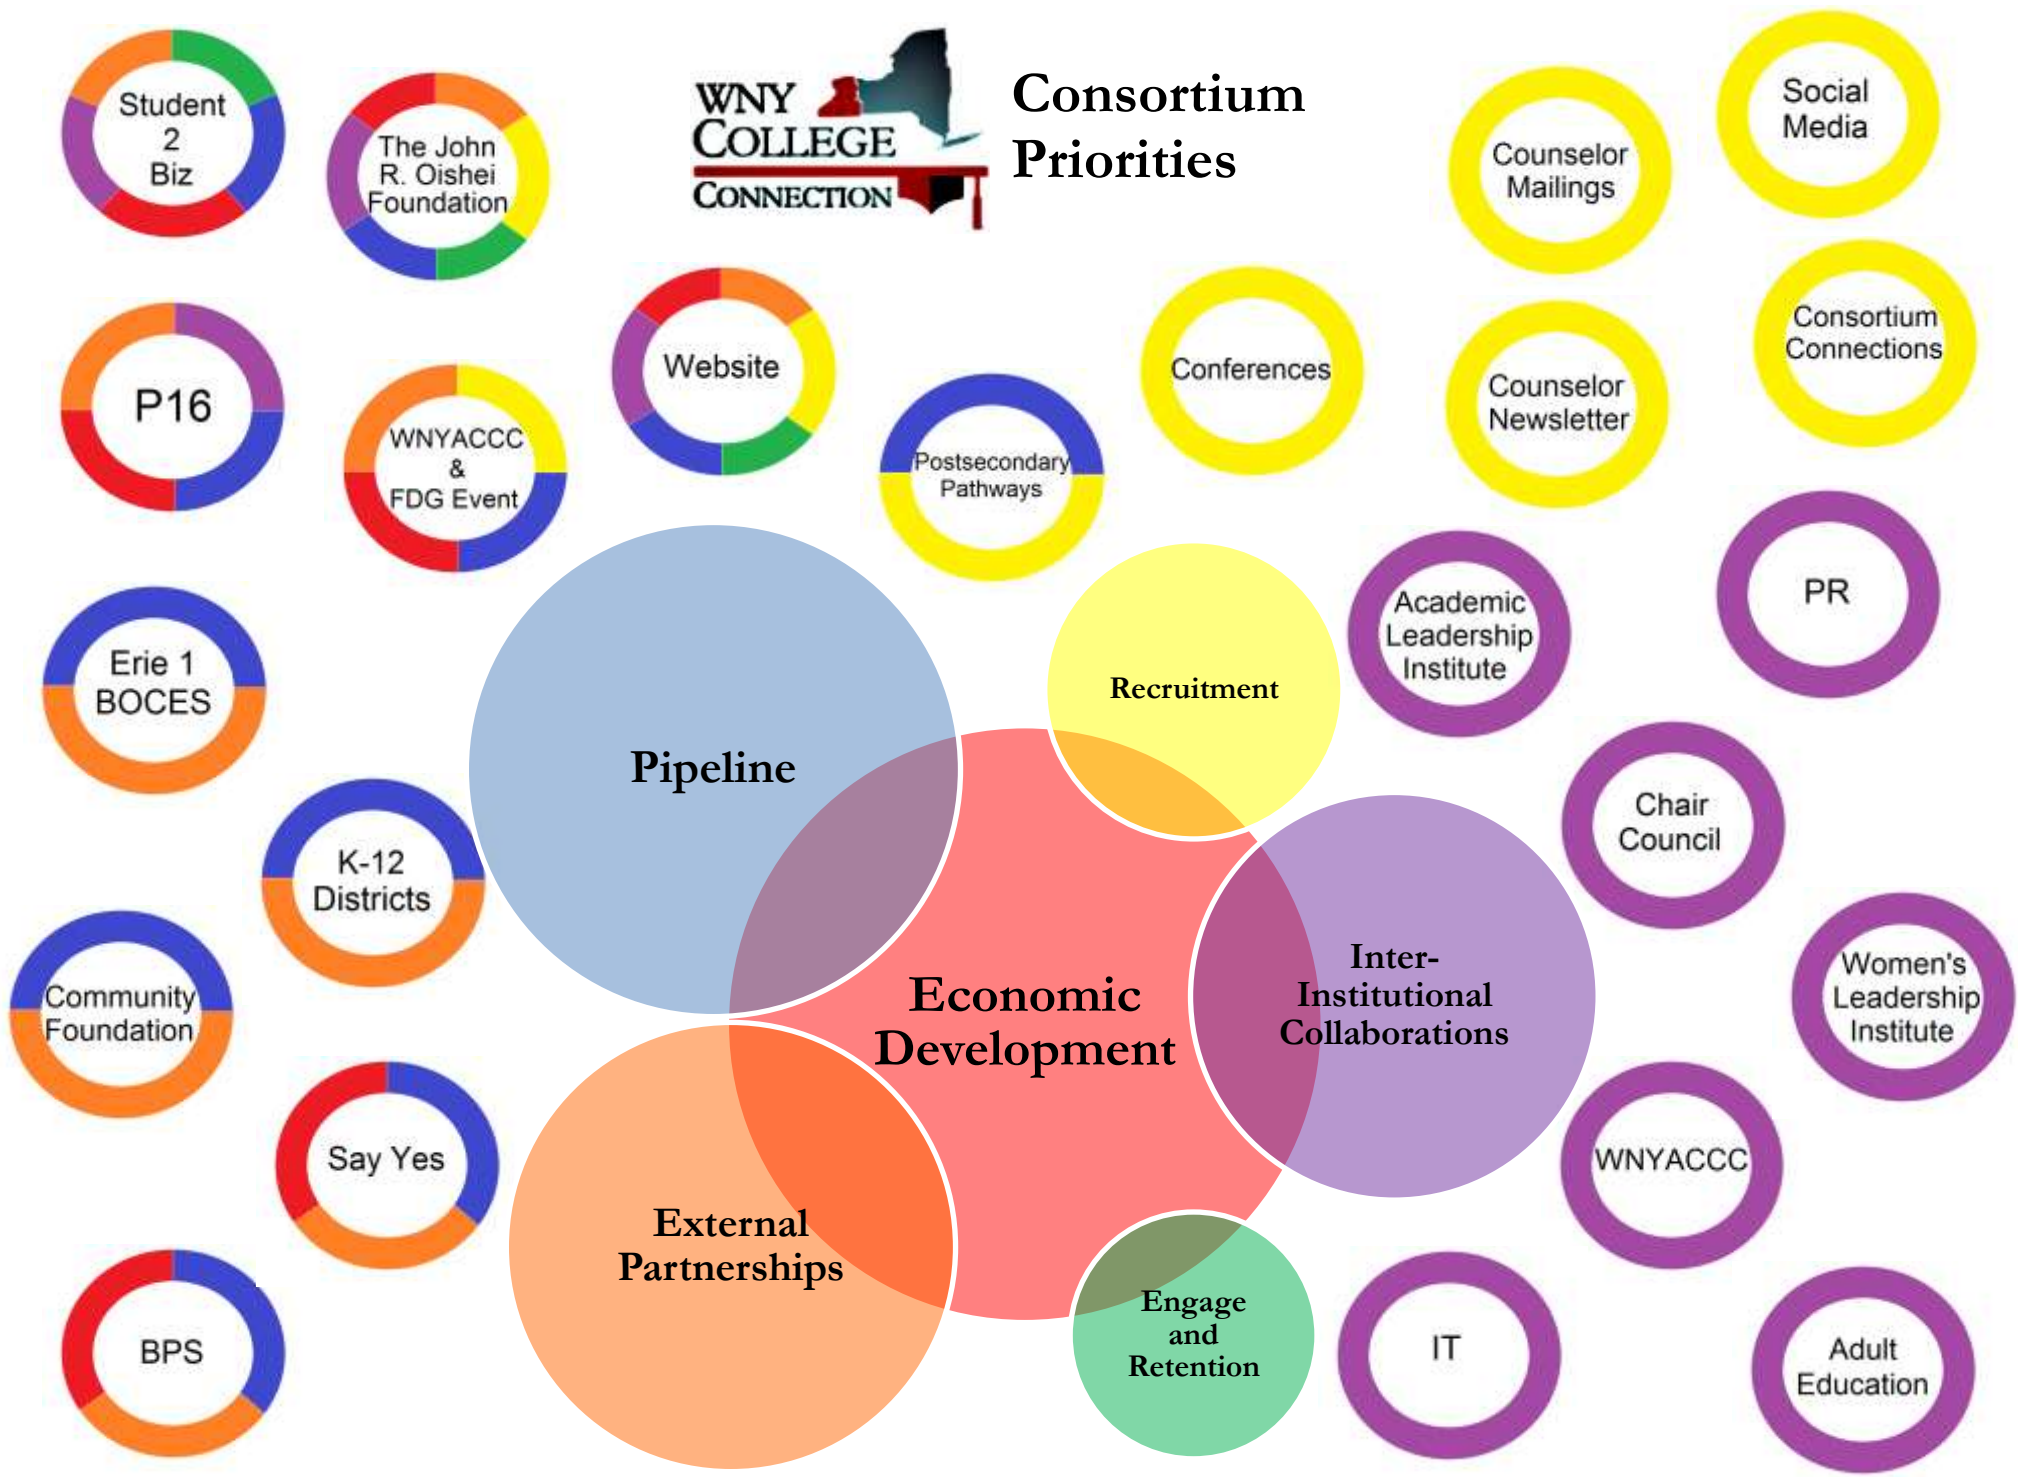 WNY
COLLEGE
CONNECTION
Consortium
Priorities
Student
2
Biz
The John
R. Oishei
Foundation
Counselor
Mailings
Social
Media
P16
WNYACCC
&
FDG Event
Website
Postsecondary
Pathways
Conferences
Counselor
Newsletter
Consortium
Connections
Erie 1
BOCES
K-12
Districts
Community
Foundation
Say Yes
BPS
Pipeline
Recruitment
Economic
Development
Inter-
Institutional
Collaborations
External
Partnerships
Engage
and
Retention
Academic
Leadership
Institute
PR
Chair
Council
Women's
Leadership
Institute
WNYACCC
IT
Adult
Education